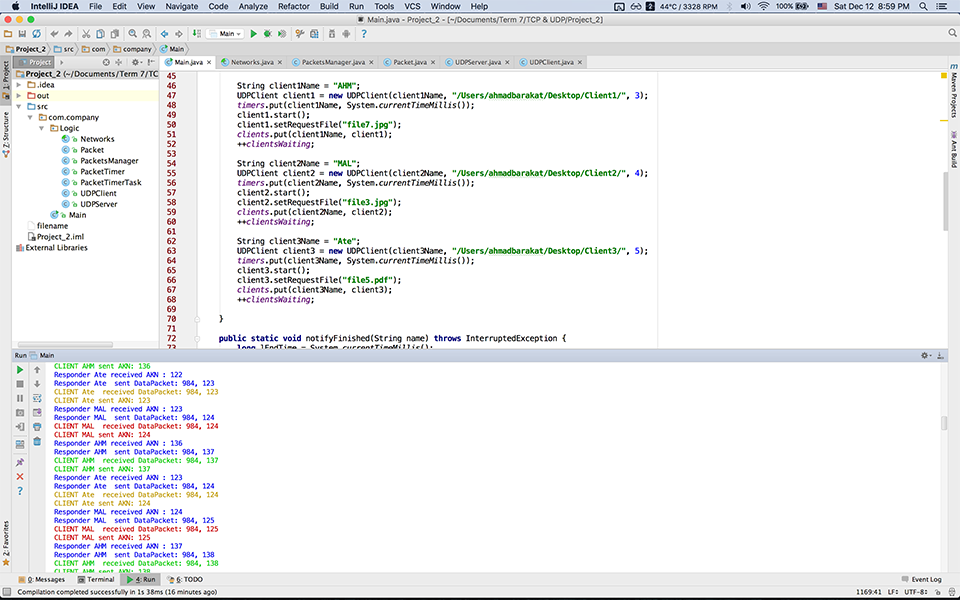 IntelliJ IDEA File Edit View Navigate Code Analyze Refactor Build Run Tools VCS Window Help 2 44°C / 3328 RPM 100% Sat Dec 12 8:59 PM
Main.java - Project_2 - [~/Documents/Term 7/TCP & UDP/Project_2]
Main
Project_2 src com company Main
Project
Main.java Networks.java PacketsManager.java Packet.java UDPServer.java UDPClient.java
1: Project
Z: Structure
2: Favorites
Maven Projects
Ant Build
Project_2 (~/Documents/Term 7/TC
.idea
out
src
com.company
Logic
Networks
Packet
PacketsManager
PacketTimer
PacketTimerTask
UDPClient
UDPServer
Main
filename
Project_2.iml
External Libraries
45
46 String client1Name = "AHM";
47 UDPClient client1 = new UDPClient(client1Name, "/Users/ahmadbarakat/Desktop/Client1/", 3);
48 timers.put(client1Name, System.currentTimeMillis());
49 client1.start();
50 client1.setRequestFile("file7.jpg");
51 clients.put(client1Name, client1);
52 ++clientsWaiting;
53
54 String client2Name = "MAL";
55 UDPClient client2 = new UDPClient(client2Name, "/Users/ahmadbarakat/Desktop/Client2/", 4);
56 timers.put(client2Name, System.currentTimeMillis());
57 client2.start();
58 client2.setRequestFile("file3.jpg");
59 clients.put(client2Name, client2);
60 ++clientsWaiting;
61
62 String client3Name = "Ate";
63 UDPClient client3 = new UDPClient(client3Name, "/Users/ahmadbarakat/Desktop/Client3/", 5);
64 timers.put(client3Name, System.currentTimeMillis());
65 client3.start();
66 client3.setRequestFile("file5.pdf");
67 clients.put(client3Name, client3);
68 ++clientsWaiting;
69
70 }
71
72 public static void notifyFinished(String name) throws InterruptedException {
73 long lEndTime = System.currentTimeMillis();
Run Main
CLIENT AHM sent AKN: 136
Responder Ate received AKN : 122
Responder Ate sent DataPacket: 984, 123
CLIENT Ate received DataPacket: 984, 123
CLIENT Ate sent AKN: 123
Responder MAL received AKN : 123
Responder MAL sent DataPacket: 984, 124
CLIENT MAL received DataPacket: 984, 124
CLIENT MAL sent AKN: 124
Responder AHM received AKN : 136
Responder AHM sent DataPacket: 984, 137
CLIENT AHM received DataPacket: 984, 137
CLIENT AHM sent AKN: 137
Responder Ate received AKN : 123
Responder Ate sent DataPacket: 984, 124
CLIENT Ate received DataPacket: 984, 124
CLIENT Ate sent AKN: 124
Responder MAL received AKN : 124
Responder MAL sent DataPacket: 984, 125
CLIENT MAL received DataPacket: 984, 125
CLIENT MAL sent AKN: 125
Responder AHM received AKN : 137
Responder AHM sent DataPacket: 984, 138
CLIENT AHM received DataPacket: 984, 138
CLIENT AHM sent AKN: 138
0: Messages Terminal 4: Run 6: TODO Event Log
Compilation completed successfully in 1s 38ms (16 minutes ago) 1169:41 LF÷ UTF-8÷